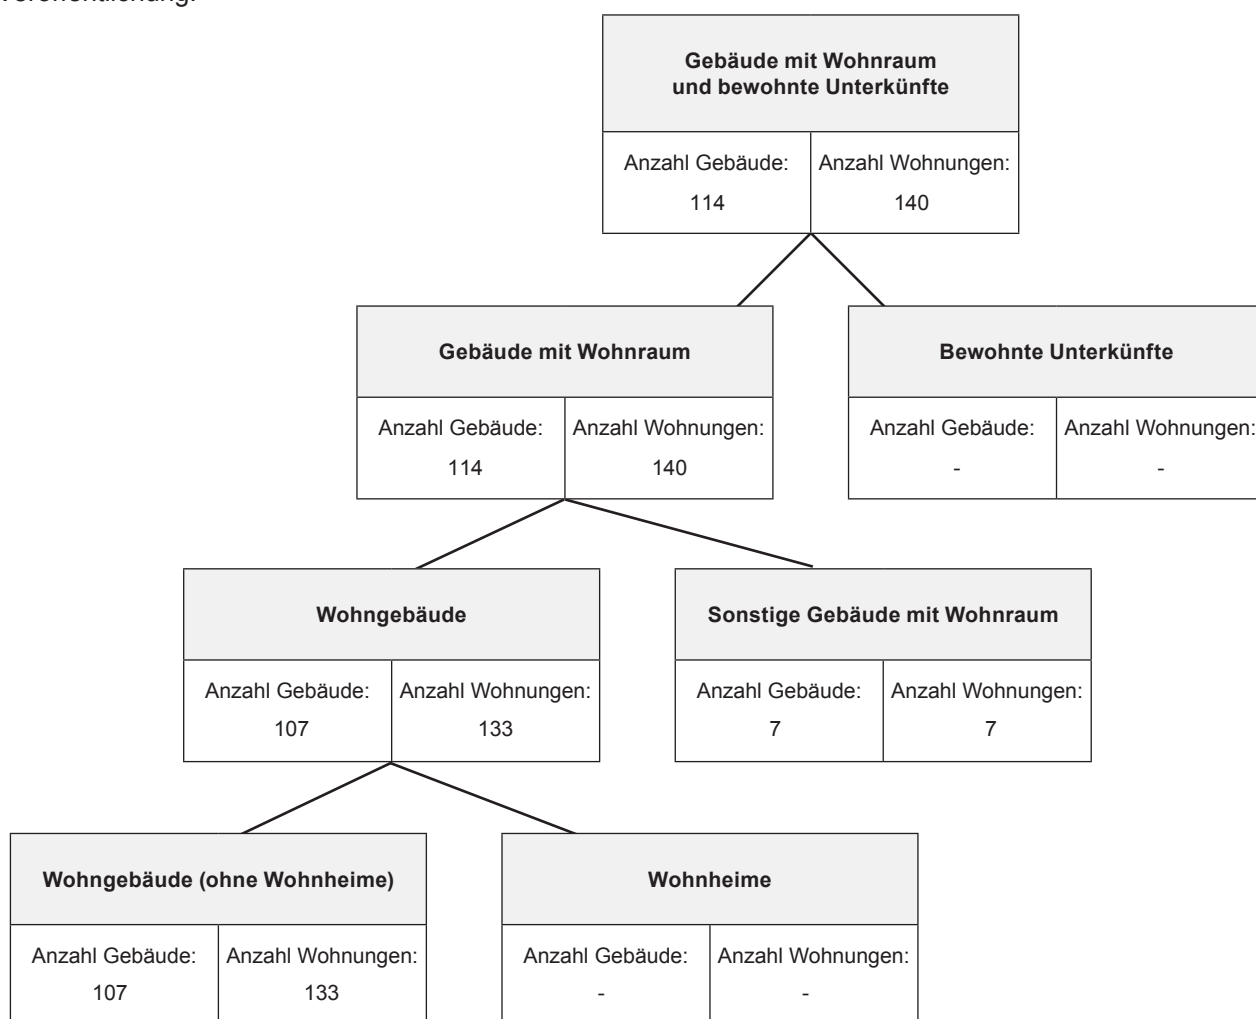 Veröffentlichung.
Gebäude mit Wohnraum
und bewohnte Unterkünfte
Anzahl Gebäude: Anzahl Wohnungen:
114 140
Gebäude mit Wohnraum Bewohnte Unterkünfte
Anzahl Gebäude: Anzahl Wohnungen: Anzahl Gebäude: Anzahl Wohnungen:
114 140 - -
Wohngebäude Sonstige Gebäude mit Wohnraum
Anzahl Gebäude: Anzahl Wohnungen: Anzahl Gebäude: Anzahl Wohnungen:
107 133 7 7
Wohngebäude (ohne Wohnheime) Wohnheime
Anzahl Gebäude: Anzahl Wohnungen: Anzahl Gebäude: Anzahl Wohnungen:
107 133 - -